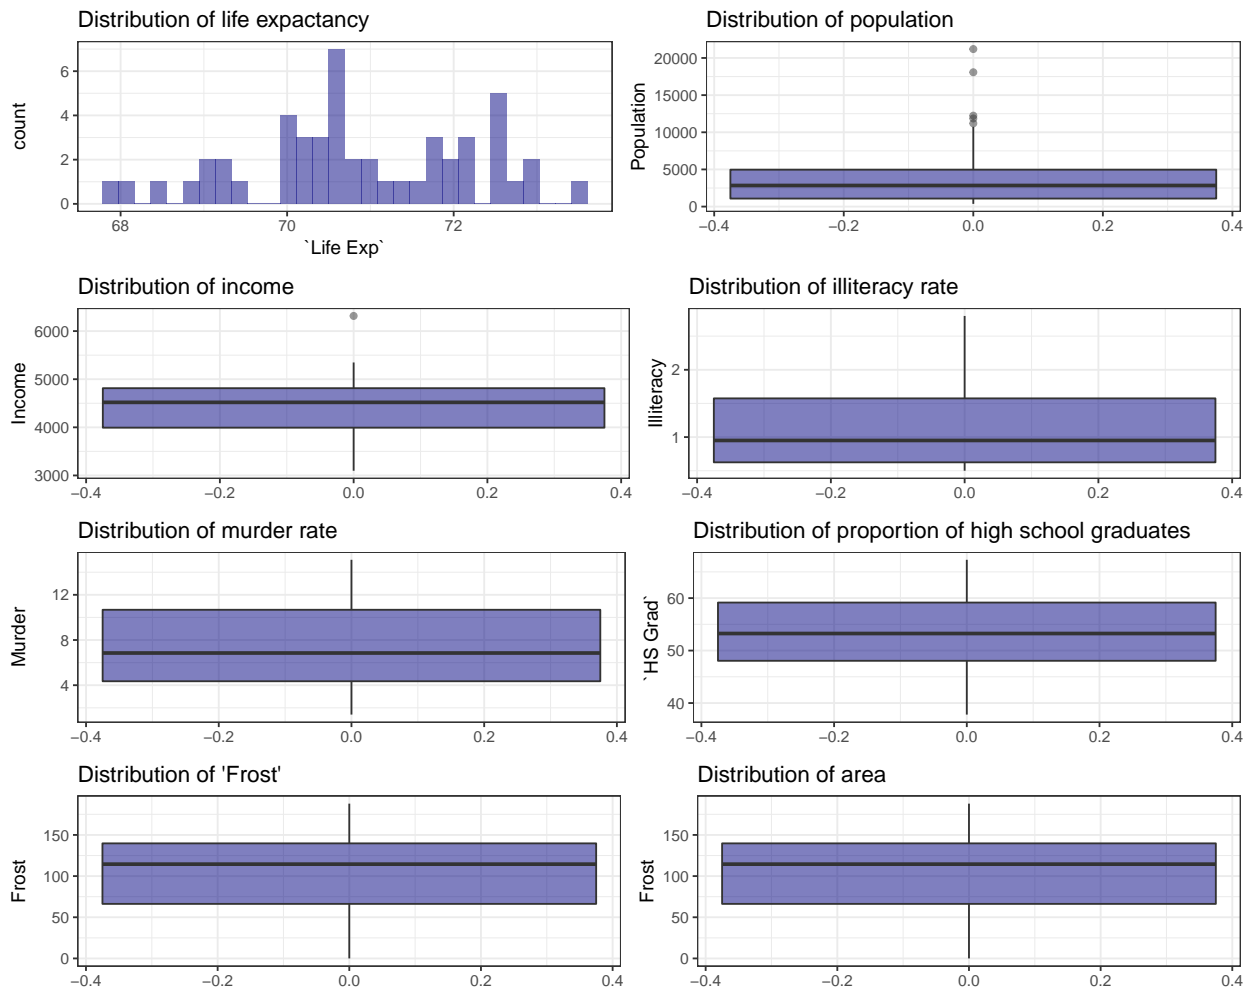 Distribution of life expactancy
6
4
2
0
count
68 70 72
`Life Exp`
Distribution of population
20000
15000
10000
5000
0
Population
−0.4 −0.2 0.0 0.2 0.4
Distribution of income
6000
5000
4000
3000
Income
−0.4 −0.2 0.0 0.2 0.4
Distribution of illiteracy rate
2
1
Illiteracy
−0.4 −0.2 0.0 0.2 0.4
Distribution of murder rate
12
8
4
Murder
−0.4 −0.2 0.0 0.2 0.4
Distribution of proportion of high school graduates
60
50
40
`HS Grad`
−0.4 −0.2 0.0 0.2 0.4
Distribution of 'Frost'
150
100
50
0
Frost
−0.4 −0.2 0.0 0.2 0.4
Distribution of area
150
100
50
0
Frost
−0.4 −0.2 0.0 0.2 0.4